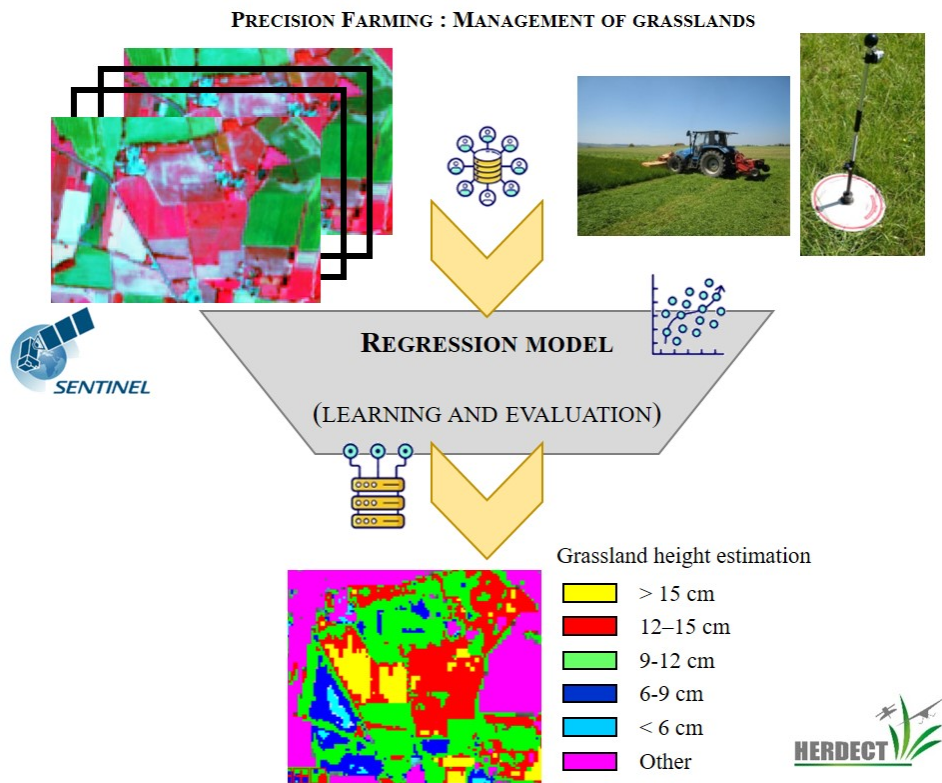 PRECISION FARMING : MANAGEMENT OF GRASSLANDS
SENTINEL
REGRESSION MODEL
(LEARNING AND EVALUATION)
Grassland height estimation
> 15 cm
12–15 cm
9-12 cm
6-9 cm
< 6 cm
Other
HERDECT